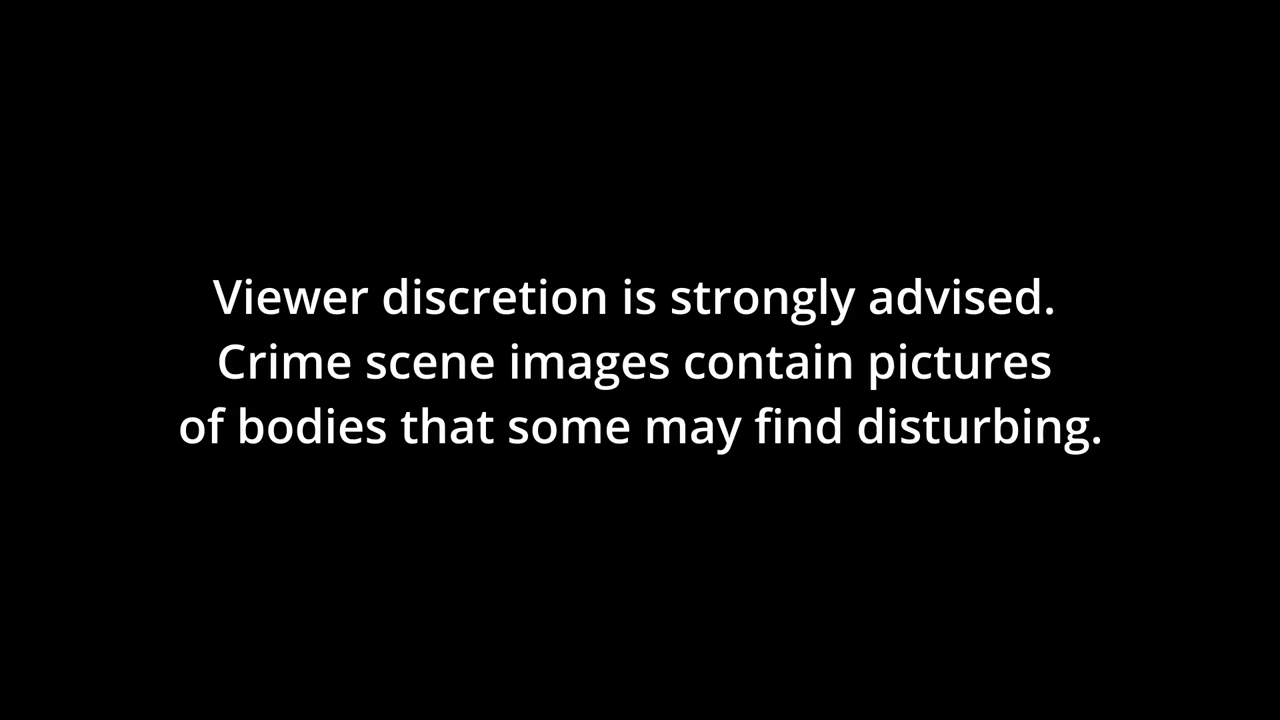 Viewer discretion is strongly advised.
Crime scene images contain pictures
of bodies that some may find disturbing.